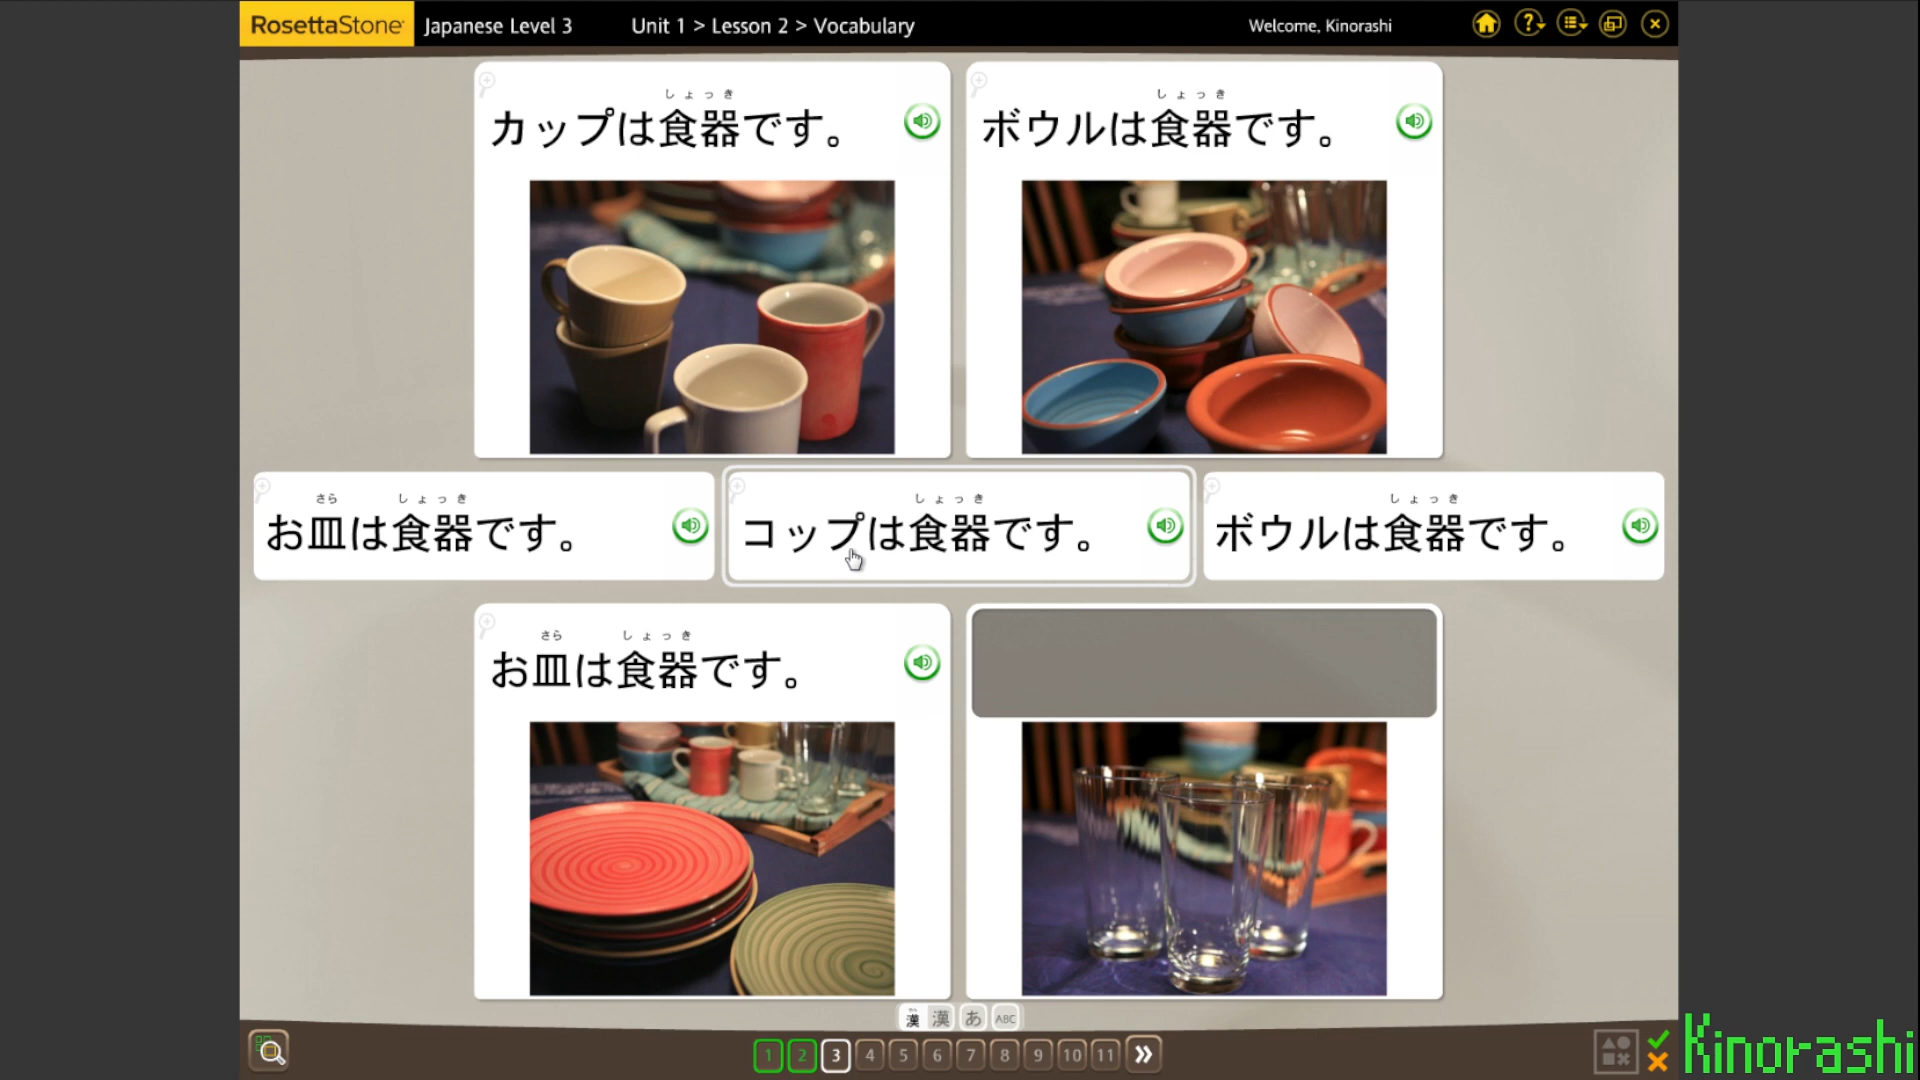 RosettaStone Japanese Level 3 Unit 1 > Lesson 2 > Vocabulary Welcome, Kinorashi
しょっき
カップは食器です。
しょっき
ボウルは食器です。
さら しょっき
お皿は食器です。
しょっき
コップは食器です。
しょっき
ボウルは食器です。
さら しょっき
お皿は食器です。
漢 漢 あ ABC
1 2 3 4 5 6 7 8 9 10 11
Kinorashi